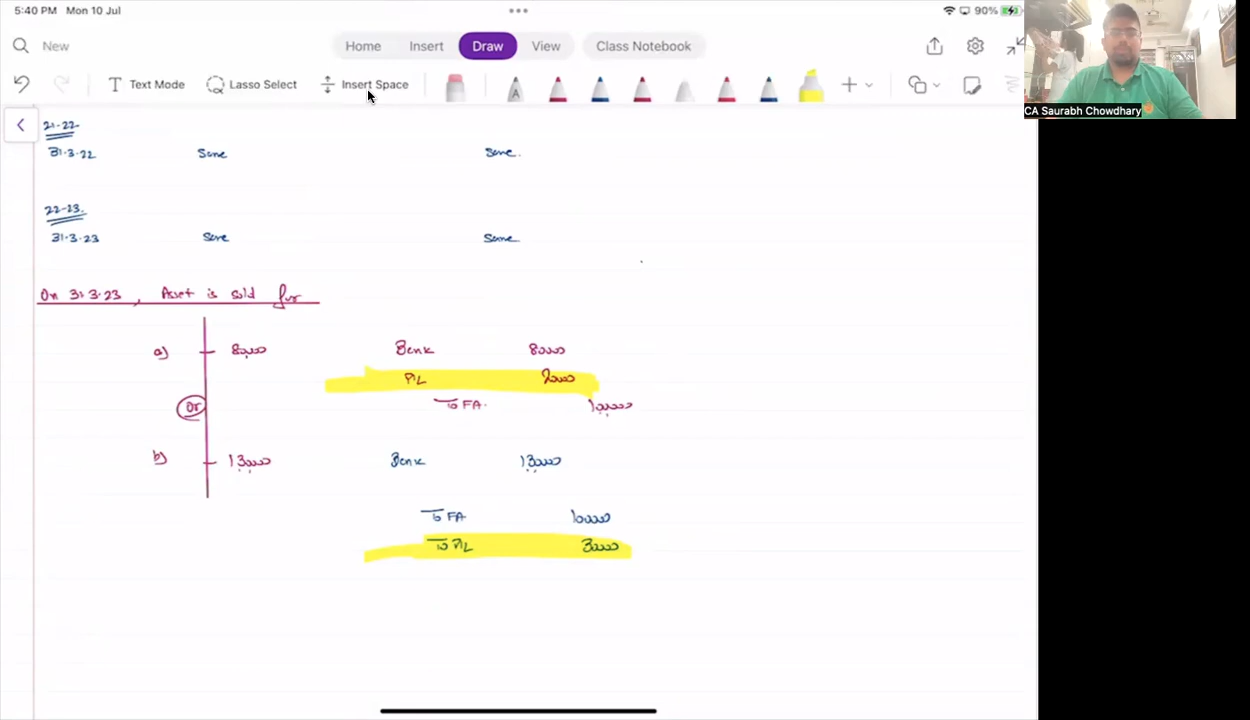 5:40 PM Mon 10 Jul
90%
New
Home Insert Draw View Class Notebook
Text Mode Lasso Select Insert Space
CA Saurabh Chowdhary
21-22
31.3.22 Same Same.
22-23.
31.3.23 Same Same
On 31.3.23, Asset is sold for
a) 80000 Bank 80000
P/L 20000
To FA. 100000
Or
b) 130000 Bank 130000
To FA 100000
To P/L 30000